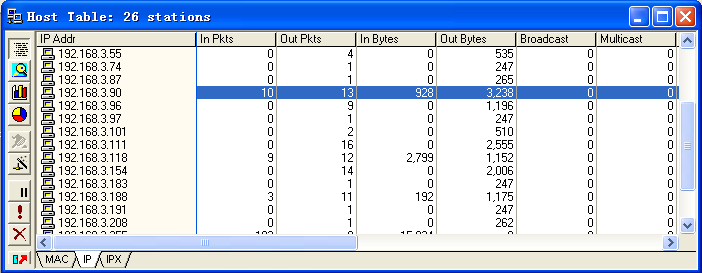 Host Table: 26 stations
IP Addr In Pkts Out Pkts In Bytes Out Bytes Broadcast Multicast
192.168.3.55 0 4 0 535 0 0
192.168.3.74 0 1 0 247 0 0
192.168.3.87 0 1 0 265 0 0
192.168.3.90 10 13 928 3,238 0 0
192.168.3.96 0 9 0 1,196 0 0
192.168.3.97 0 1 0 247 0 0
192.168.3.101 0 2 0 510 0 0
192.168.3.111 0 16 0 2,555 0 0
192.168.3.118 9 12 2,799 1,152 0 0
192.168.3.154 0 14 0 2,006 0 0
192.168.3.183 0 1 0 247 0 0
192.168.3.188 3 11 192 1,175 0 0
192.168.3.191 0 1 0 247 0 0
192.168.3.208 0 1 0 262 0 0
MAC IP IPX